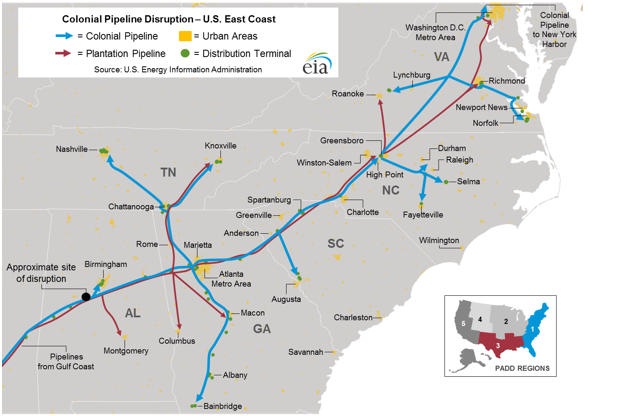 Colonial Pipeline Disruption – U.S. East Coast
= Colonial Pipeline
= Urban Areas
= Plantation Pipeline
= Distribution Terminal
Source: U.S. Energy Information Administration
eia
Washington D.C.
Metro Area
Colonial
Pipeline
to New York
Harbor
VA
Lynchburg
Richmond
Roanoke
Newport News
Norfolk
Greensboro
Nashville
Knoxville
TN
Winston-Salem
High Point
Durham
Raleigh
NC
Selma
Chattanooga
Spartanburg
Greenville
Charlotte
Fayetteville
Anderson
Rome
Marietta
SC
Wilmington
Approximate site
of disruption
Birmingham
Atlanta
Metro Area
Augusta
AL
Macon
GA
Charleston
Columbus
Montgomery
Pipelines
from Gulf Coast
Savannah
Albany
Bainbridge
5
4
2
1
3
PADD REGIONS